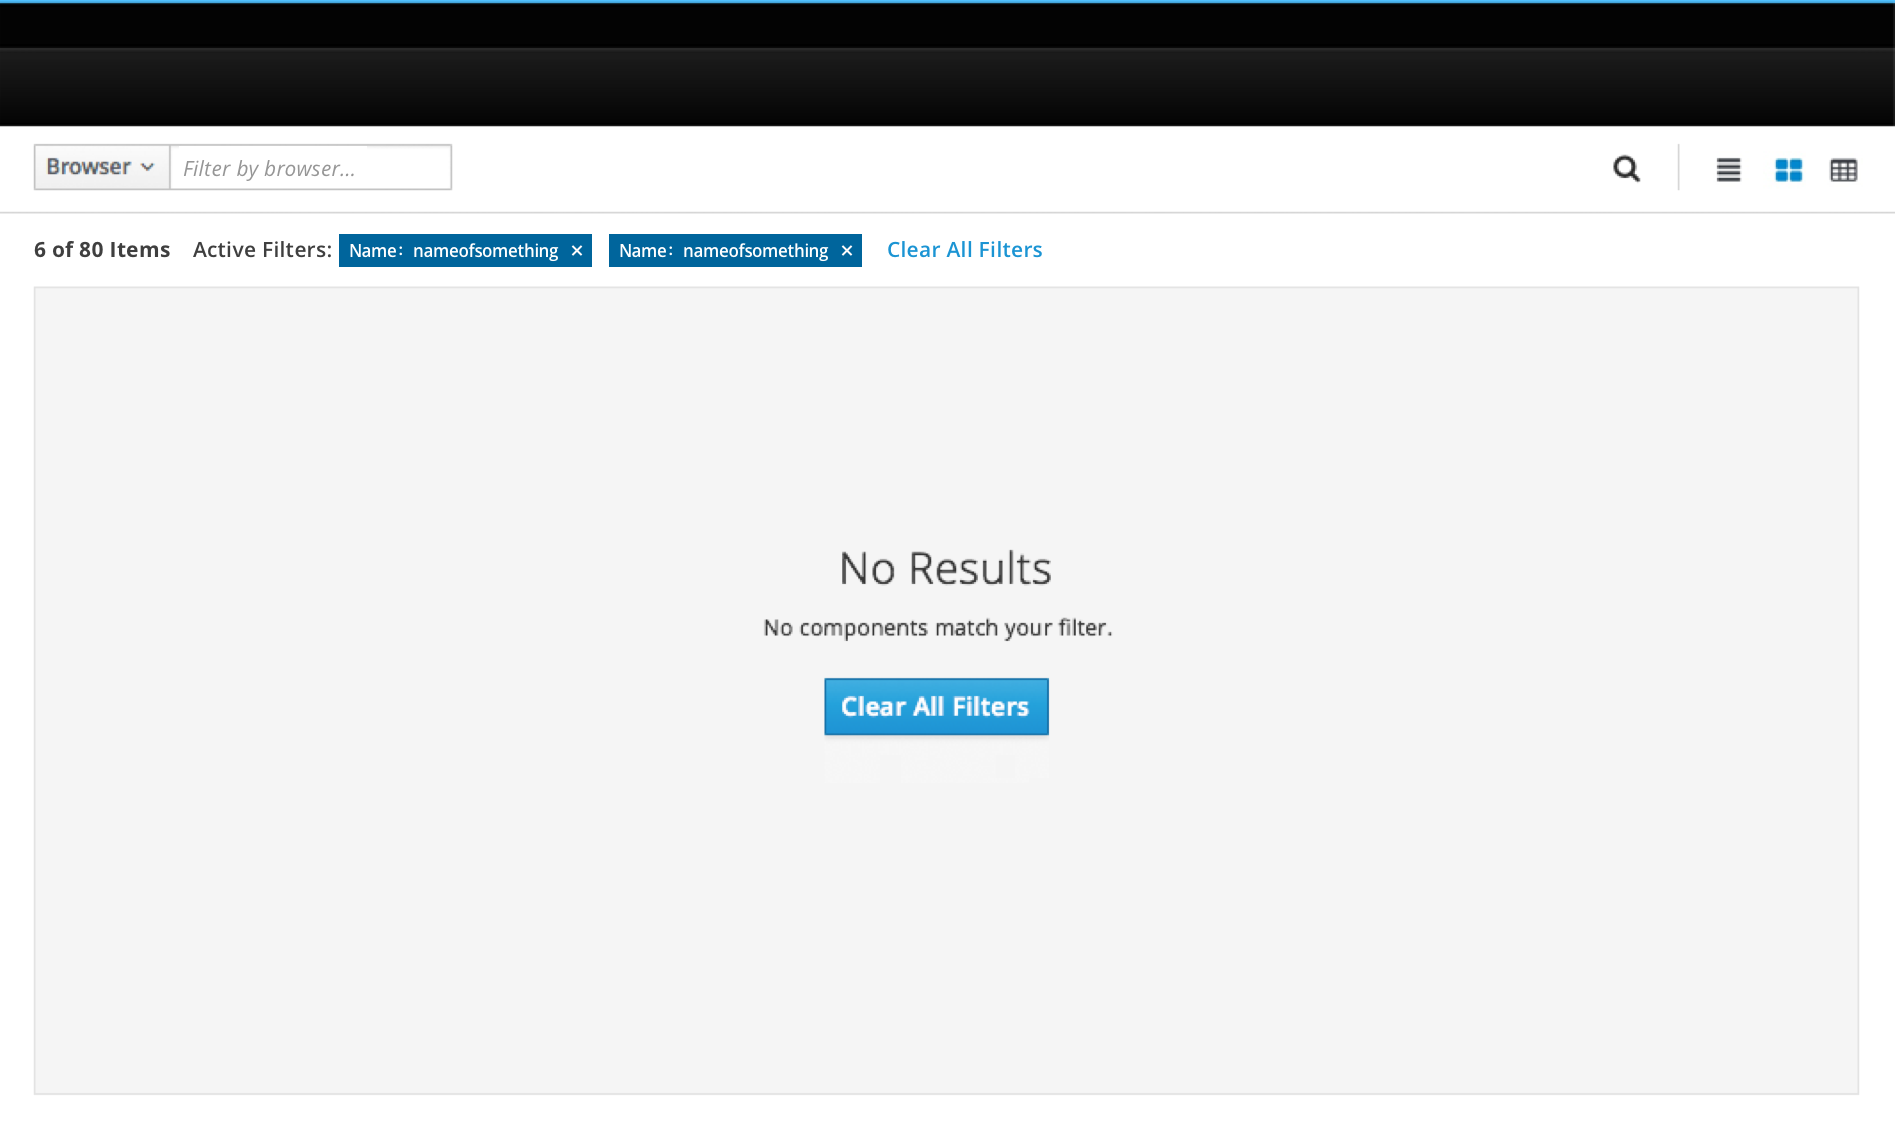 Browser Filter by browser...
6 of 80 Items Active Filters: Name: nameofsomething × Name: nameofsomething × Clear All Filters
No Results
No components match your filter.
Clear All Filters